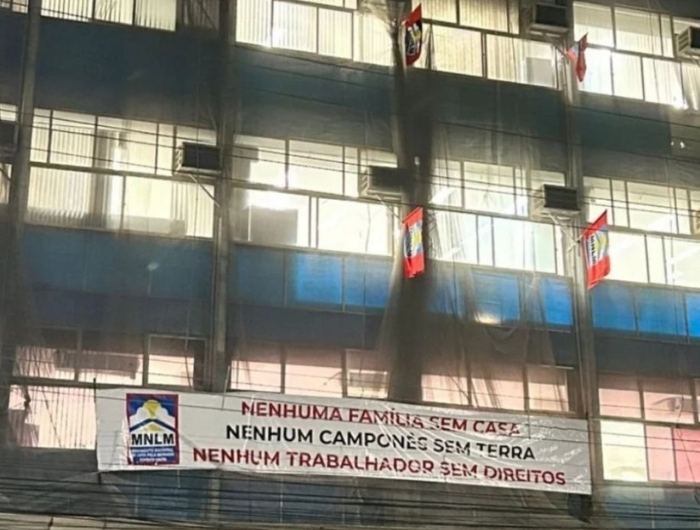 NENHUMA FAMÍLIA SEM CASA
MNLM
NENHUM CAMPONÊS SEM TERRA
NENHUM TRABALHADOR SEM DIREITOS